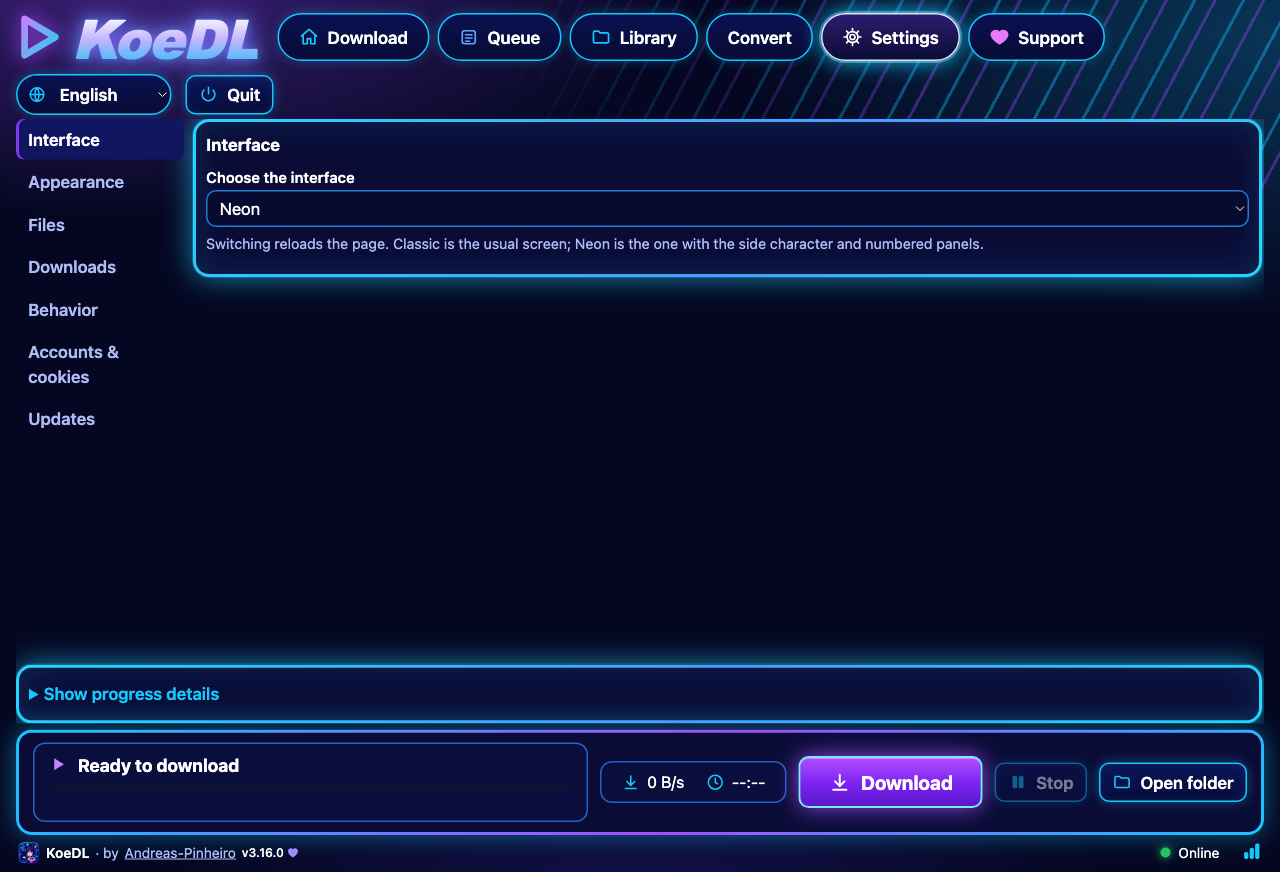 KoeDL
Download
Queue
Library
Convert
Settings
Support
English
Quit
Interface
Appearance
Files
Downloads
Behavior
Accounts &
cookies
Updates
Interface
Choose the interface
Neon
Switching reloads the page. Classic is the usual screen; Neon is the one with the side character and numbered panels.
Show progress details
Ready to download
0 B/s
--:--
Download
Stop
Open folder
KoeDL · by Andreas-Pinheiro v3.16.0
Online